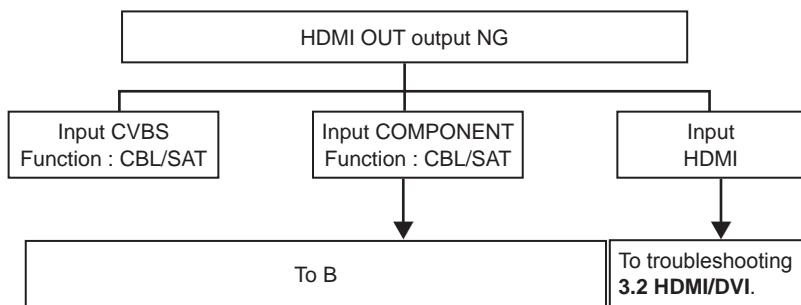 HDMI OUT output NG
Input CVBS
Function : CBL/SAT
Input COMPONENT
Function : CBL/SAT
Input
HDMI
To B
To troubleshooting
3.2 HDMI/DVI.